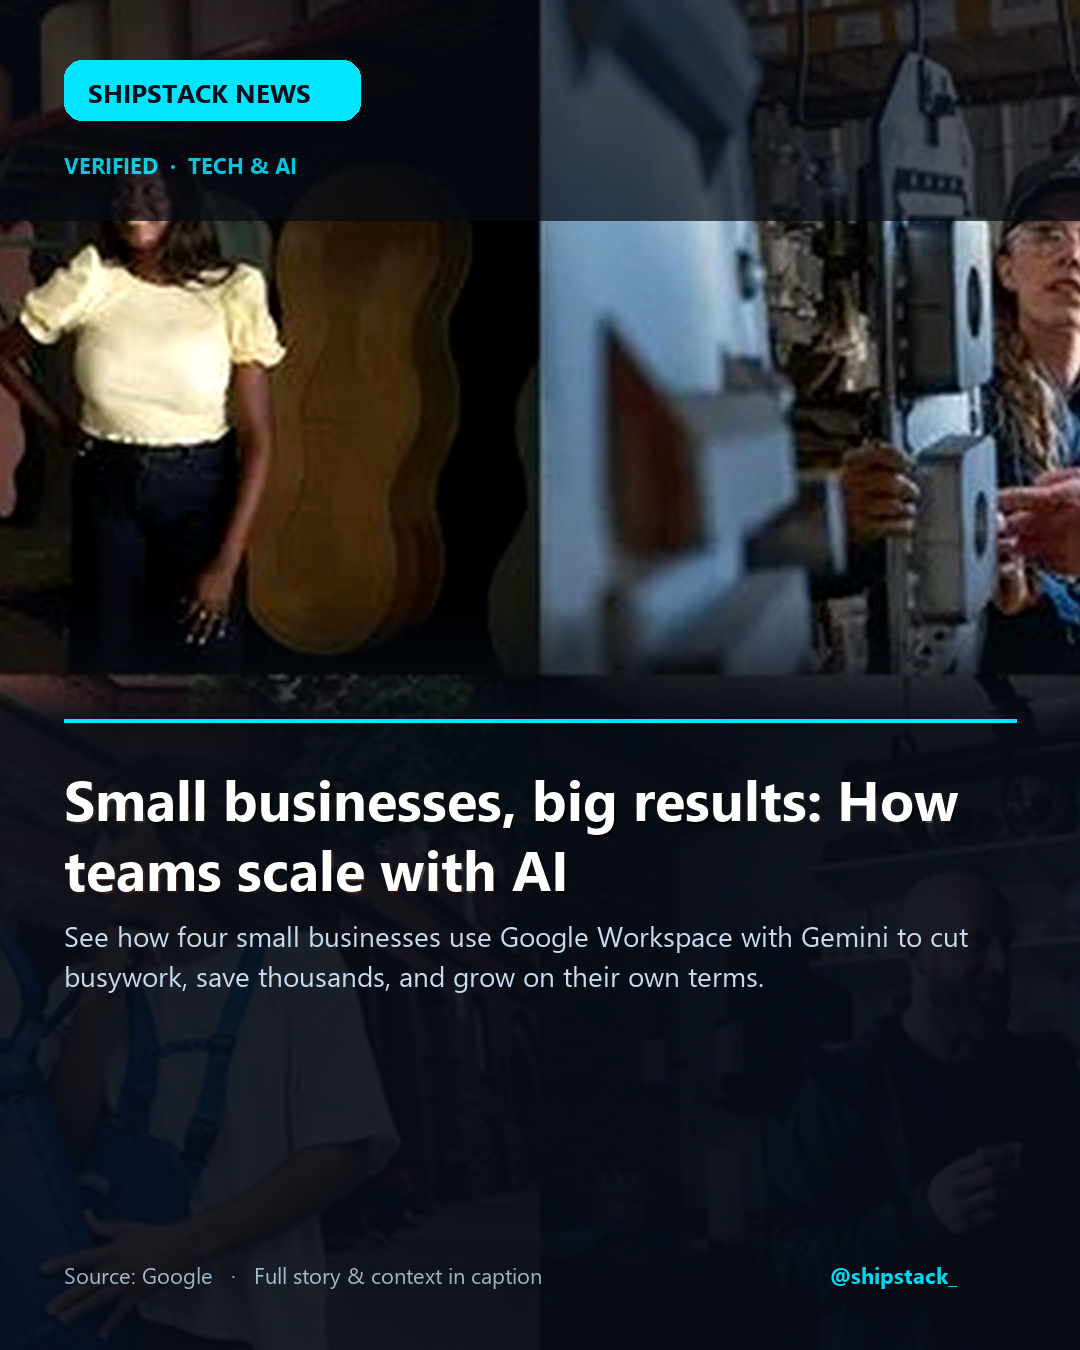 SHIPSTACK NEWS
VERIFIED · TECH & AI
Small businesses, big results: How
teams scale with AI
See how four small businesses use Google Workspace with Gemini to cut
busywork, save thousands, and grow on their own terms.
Source: Google · Full story & context in caption
@shipstack_